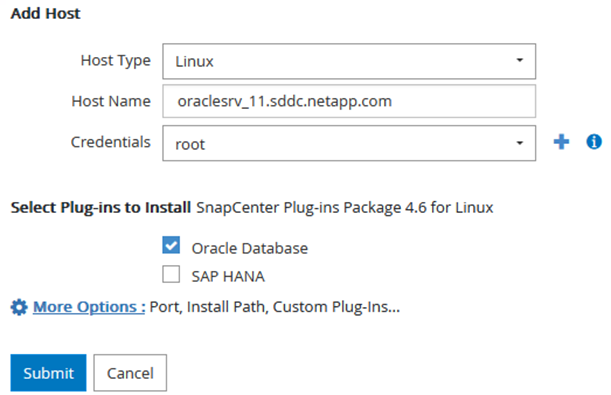 Add Host
Host Type Linux
Host Name oraclesrv_11.sddc.netapp.com
Credentials root
Select Plug-ins to Install SnapCenter Plug-ins Package 4.6 for Linux
Oracle Database
SAP HANA
More Options : Port, Install Path, Custom Plug-Ins...
Submit Cancel